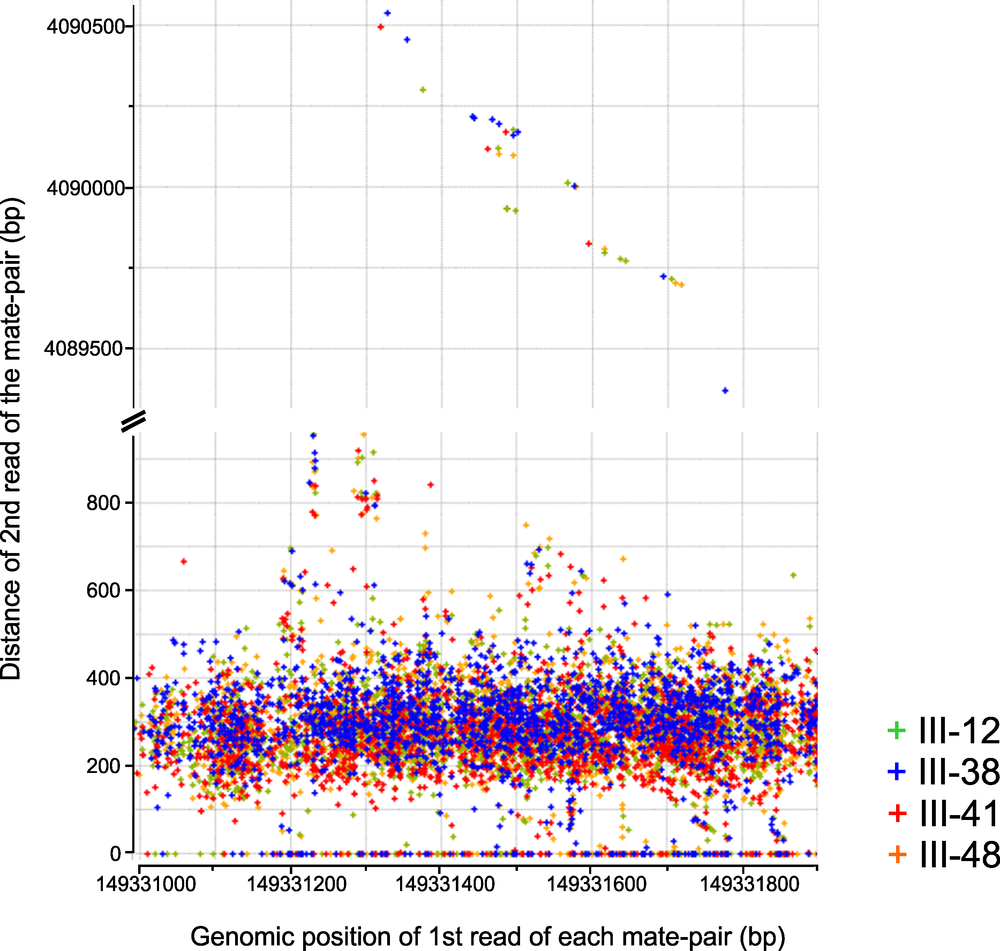 Distance of 2nd read of the mate-pair (bp)
4090500
4090000
4089500
800
600
400
200
0
149331000 149331200 149331400 149331600 149331800
Genomic position of 1st read of each mate-pair (bp)
III-12
III-38
III-41
III-48